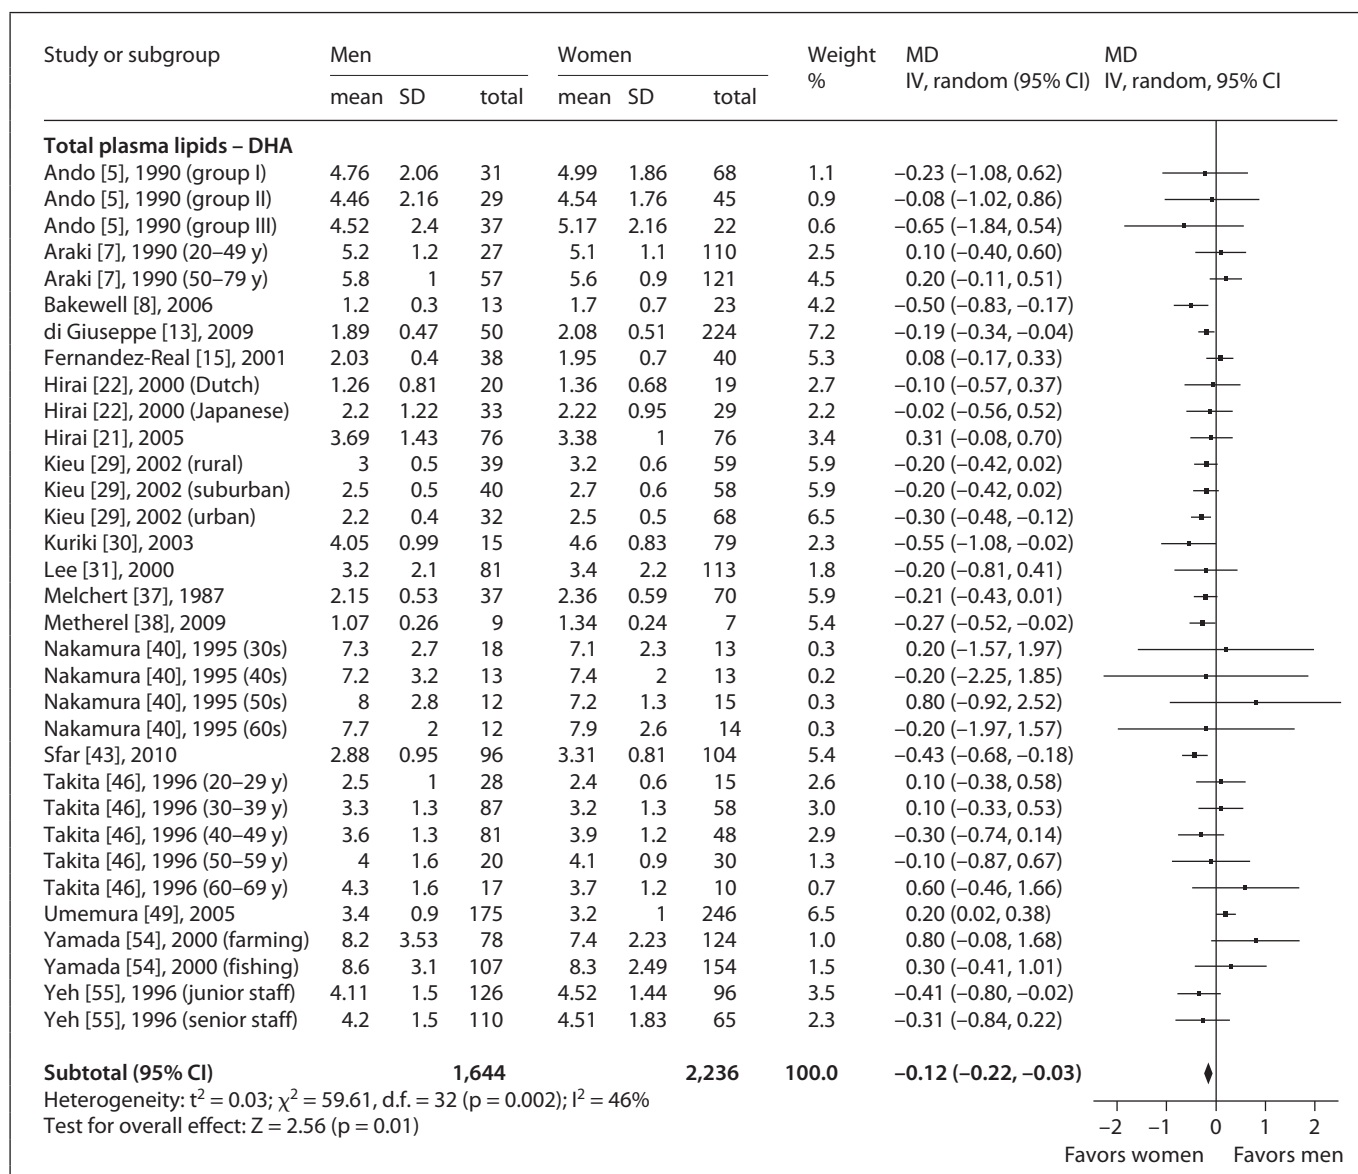 Study or subgroup Men Women Weight MD MD
% IV, random (95% CI) IV, random, 95% CI
mean SD total mean SD total
Total plasma lipids – DHA
Ando [5], 1990 (group I) 4.76 2.06 31 4.99 1.86 68 1.1 –0.23 (–1.08, 0.62)
Ando [5], 1990 (group II) 4.46 2.16 29 4.54 1.76 45 0.9 –0.08 (–1.02, 0.86)
Ando [5], 1990 (group III) 4.52 2.4 37 5.17 2.16 22 0.6 –0.65 (–1.84, 0.54)
Araki [7], 1990 (20–49 y) 5.2 1.2 27 5.1 1.1 110 2.5 0.10 (–0.40, 0.60)
Araki [7], 1990 (50–79 y) 5.8 1 57 5.6 0.9 121 4.5 0.20 (–0.11, 0.51)
Bakewell [8], 2006 1.2 0.3 13 1.7 0.7 23 4.2 –0.50 (–0.83, –0.17)
di Giuseppe [13], 2009 1.89 0.47 50 2.08 0.51 224 7.2 –0.19 (–0.34, –0.04)
Fernandez-Real [15], 2001 2.03 0.4 38 1.95 0.7 40 5.3 0.08 (–0.17, 0.33)
Hirai [22], 2000 (Dutch) 1.26 0.81 20 1.36 0.68 19 2.7 –0.10 (–0.57, 0.37)
Hirai [22], 2000 (Japanese) 2.2 1.22 33 2.22 0.95 29 2.2 –0.02 (–0.56, 0.52)
Hirai [21], 2005 3.69 1.43 76 3.38 1 76 3.4 0.31 (–0.08, 0.70)
Kieu [29], 2002 (rural) 3 0.5 39 3.2 0.6 59 5.9 –0.20 (–0.42, 0.02)
Kieu [29], 2002 (suburban) 2.5 0.5 40 2.7 0.6 58 5.9 –0.20 (–0.42, 0.02)
Kieu [29], 2002 (urban) 2.2 0.4 32 2.5 0.5 68 6.5 –0.30 (–0.48, –0.12)
Kuriki [30], 2003 4.05 0.99 15 4.6 0.83 79 2.3 –0.55 (–1.08, –0.02)
Lee [31], 2000 3.2 2.1 81 3.4 2.2 113 1.8 –0.20 (–0.81, 0.41)
Melchert [37], 1987 2.15 0.53 37 2.36 0.59 70 5.9 –0.21 (–0.43, 0.01)
Metherel [38], 2009 1.07 0.26 9 1.34 0.24 7 5.4 –0.27 (–0.52, –0.02)
Nakamura [40], 1995 (30s) 7.3 2.7 18 7.1 2.3 13 0.3 0.20 (–1.57, 1.97)
Nakamura [40], 1995 (40s) 7.2 3.2 13 7.4 2 13 0.2 –0.20 (–2.25, 1.85)
Nakamura [40], 1995 (50s) 8 2.8 12 7.2 1.3 15 0.3 0.80 (–0.92, 2.52)
Nakamura [40], 1995 (60s) 7.7 2 12 7.9 2.6 14 0.3 –0.20 (–1.97, 1.57)
Sfar [43], 2010 2.88 0.95 96 3.31 0.81 104 5.4 –0.43 (–0.68, –0.18)
Takita [46], 1996 (20–29 y) 2.5 1 28 2.4 0.6 15 2.6 0.10 (–0.38, 0.58)
Takita [46], 1996 (30–39 y) 3.3 1.3 87 3.2 1.3 58 3.0 0.10 (–0.33, 0.53)
Takita [46], 1996 (40–49 y) 3.6 1.3 81 3.9 1.2 48 2.9 –0.30 (–0.74, 0.14)
Takita [46], 1996 (50–59 y) 4 1.6 20 4.1 0.9 30 1.3 –0.10 (–0.87, 0.67)
Takita [46], 1996 (60–69 y) 4.3 1.6 17 3.7 1.2 10 0.7 0.60 (–0.46, 1.66)
Umemura [49], 2005 3.4 0.9 175 3.2 1 246 6.5 0.20 (0.02, 0.38)
Yamada [54], 2000 (farming) 8.2 3.53 78 7.4 2.23 124 1.0 0.80 (–0.08, 1.68)
Yamada [54], 2000 (fishing) 8.6 3.1 107 8.3 2.49 154 1.5 0.30 (–0.41, 1.01)
Yeh [55], 1996 (junior staff) 4.11 1.5 126 4.52 1.44 96 3.5 –0.41 (–0.80, –0.02)
Yeh [55], 1996 (senior staff) 4.2 1.5 110 4.51 1.83 65 2.3 –0.31 (–0.84, 0.22)
Subtotal (95% CI) 1,644 2,236 100.0 –0.12 (–0.22, –0.03)
Heterogeneity: t² = 0.03; χ² = 59.61, d.f. = 32 (p = 0.002); I² = 46%
Test for overall effect: Z = 2.56 (p = 0.01)
–2 –1 0 1 2
Favors women Favors men